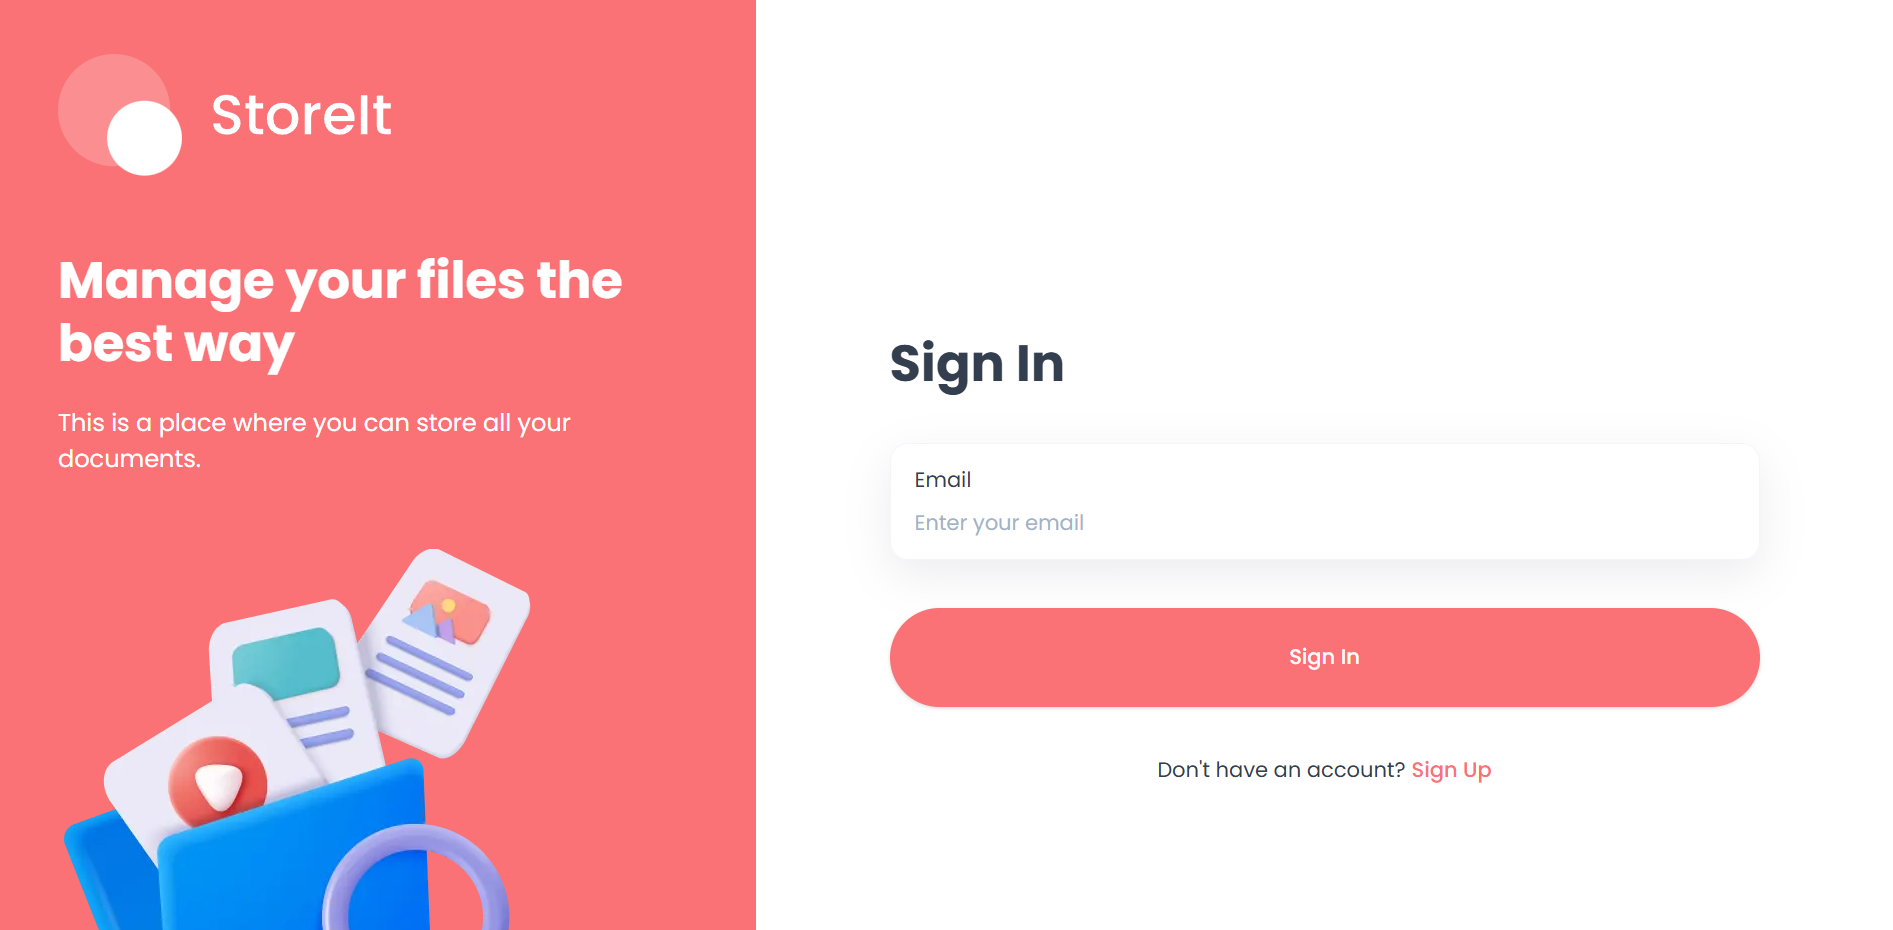 StoreIt
Manage your files the
best way
This is a place where you can store all your
documents.
Sign In
Email
Enter your email
Sign In
Don't have an account? Sign Up